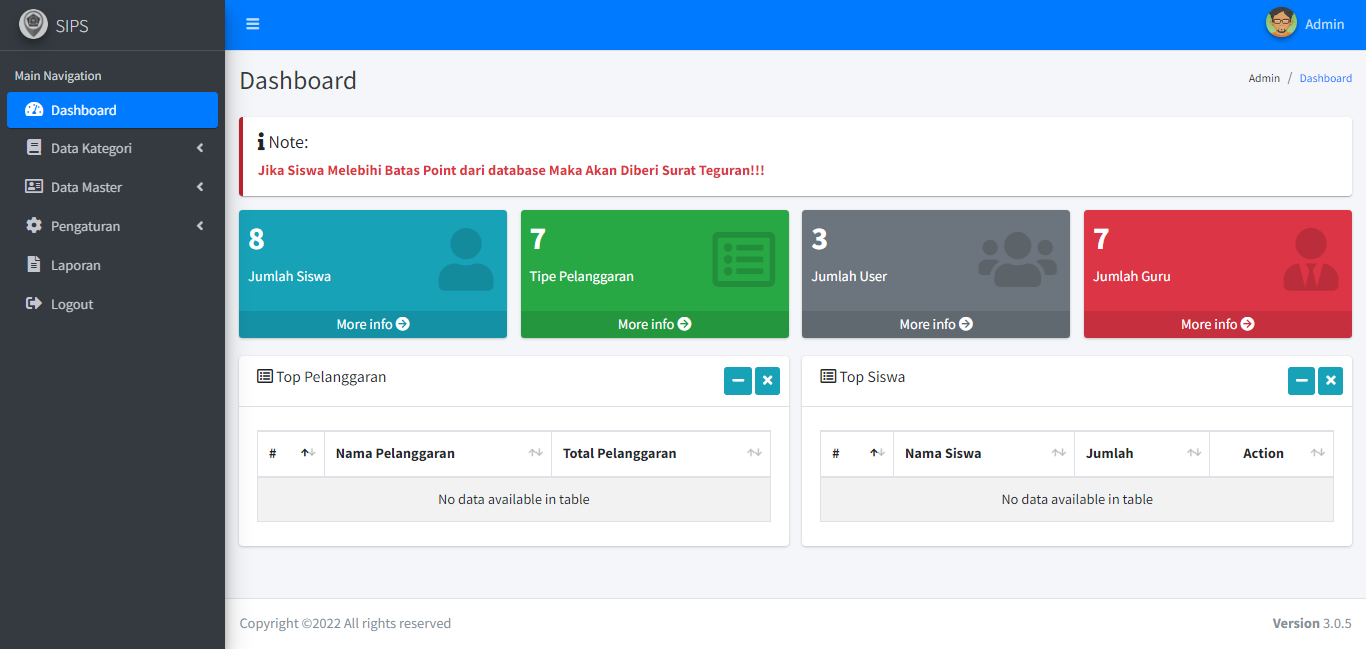 SIPS
Admin
Main Navigation
Dashboard
Data Kategori
Data Master
Pengaturan
Laporan
Logout
Dashboard
Admin / Dashboard
Note:
Jika Siswa Melebihi Batas Point dari database Maka Akan Diberi Surat Teguran!!!
8
Jumlah Siswa
More info
7
Tipe Pelanggaran
More info
3
Jumlah User
More info
7
Jumlah Guru
More info
Top Pelanggaran
# Nama Pelanggaran Total Pelanggaran
No data available in table
Top Siswa
# Nama Siswa Jumlah Action
No data available in table
Copyright ©2022 All rights reserved
Version 3.0.5